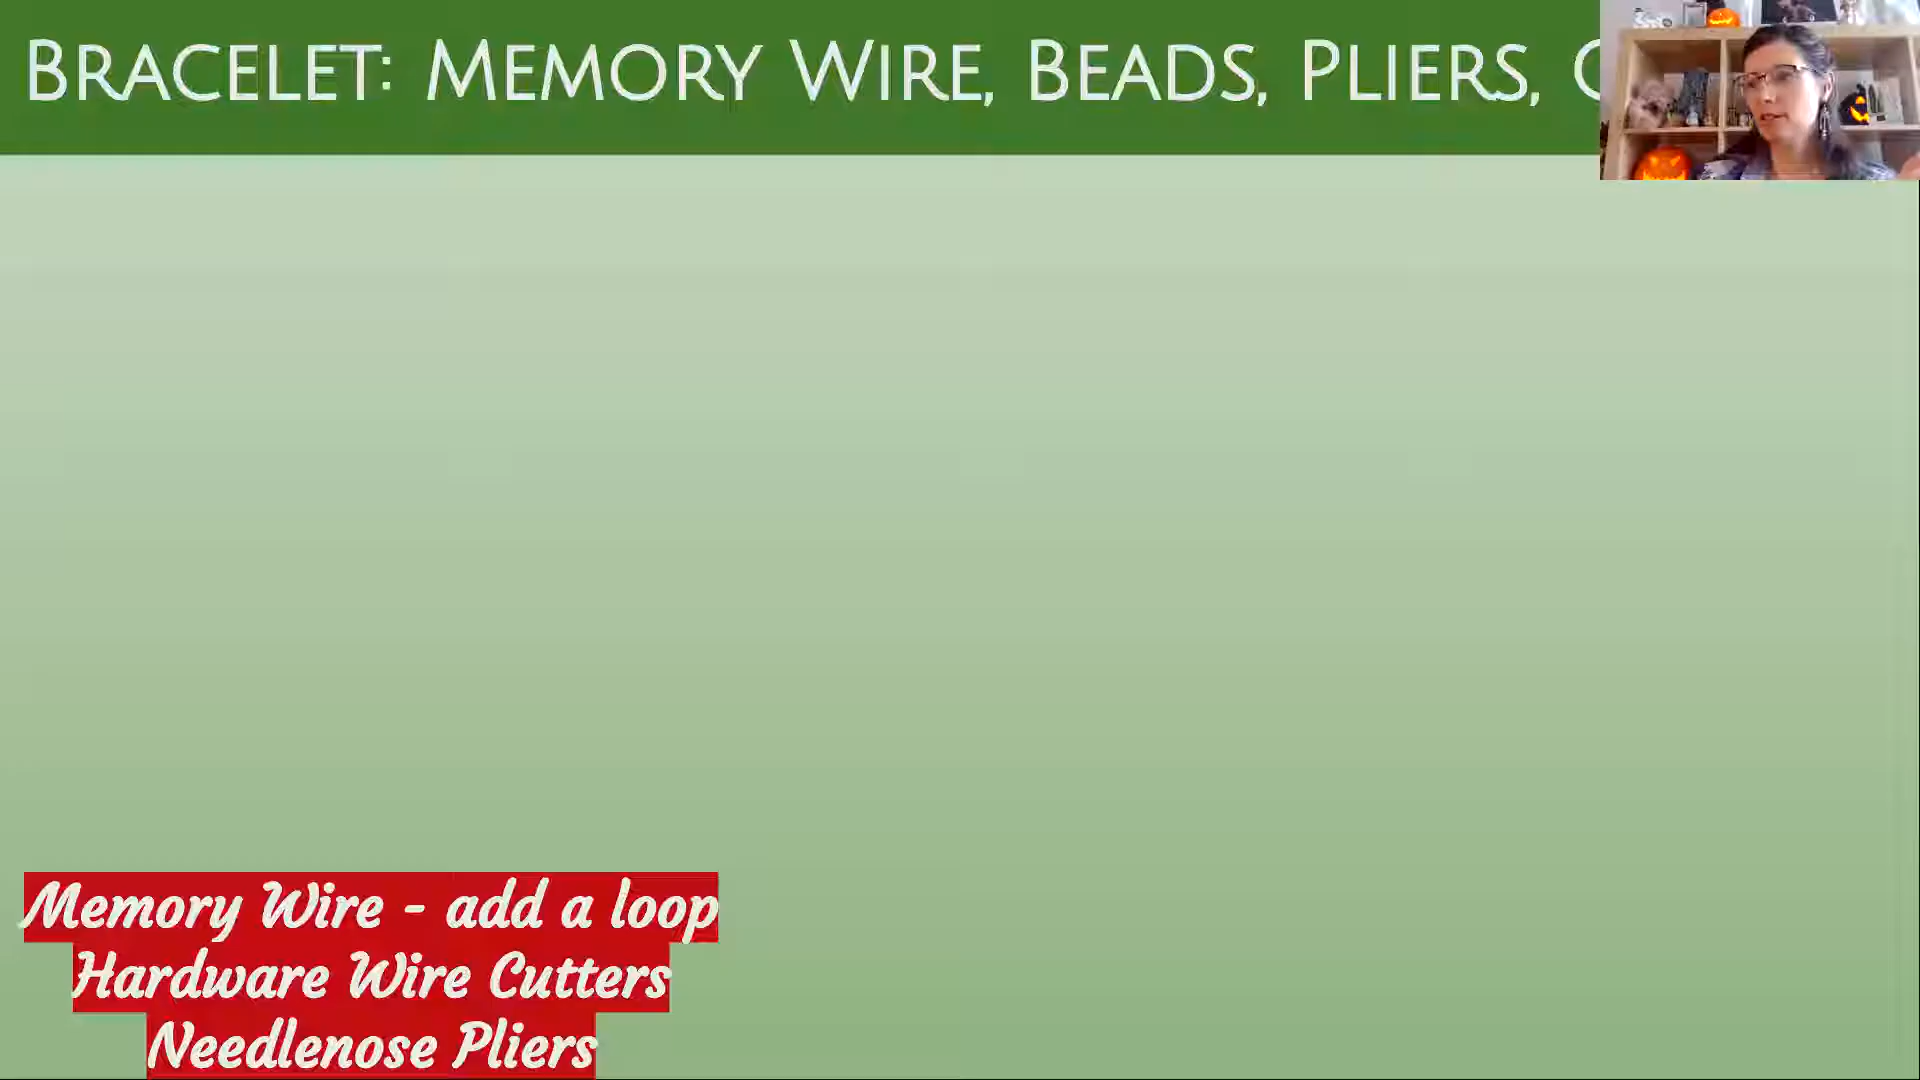 Bracelet: Memory Wire, Beads, Pliers,
Memory Wire - add a loop
Hardware Wire Cutters
Needlenose Pliers